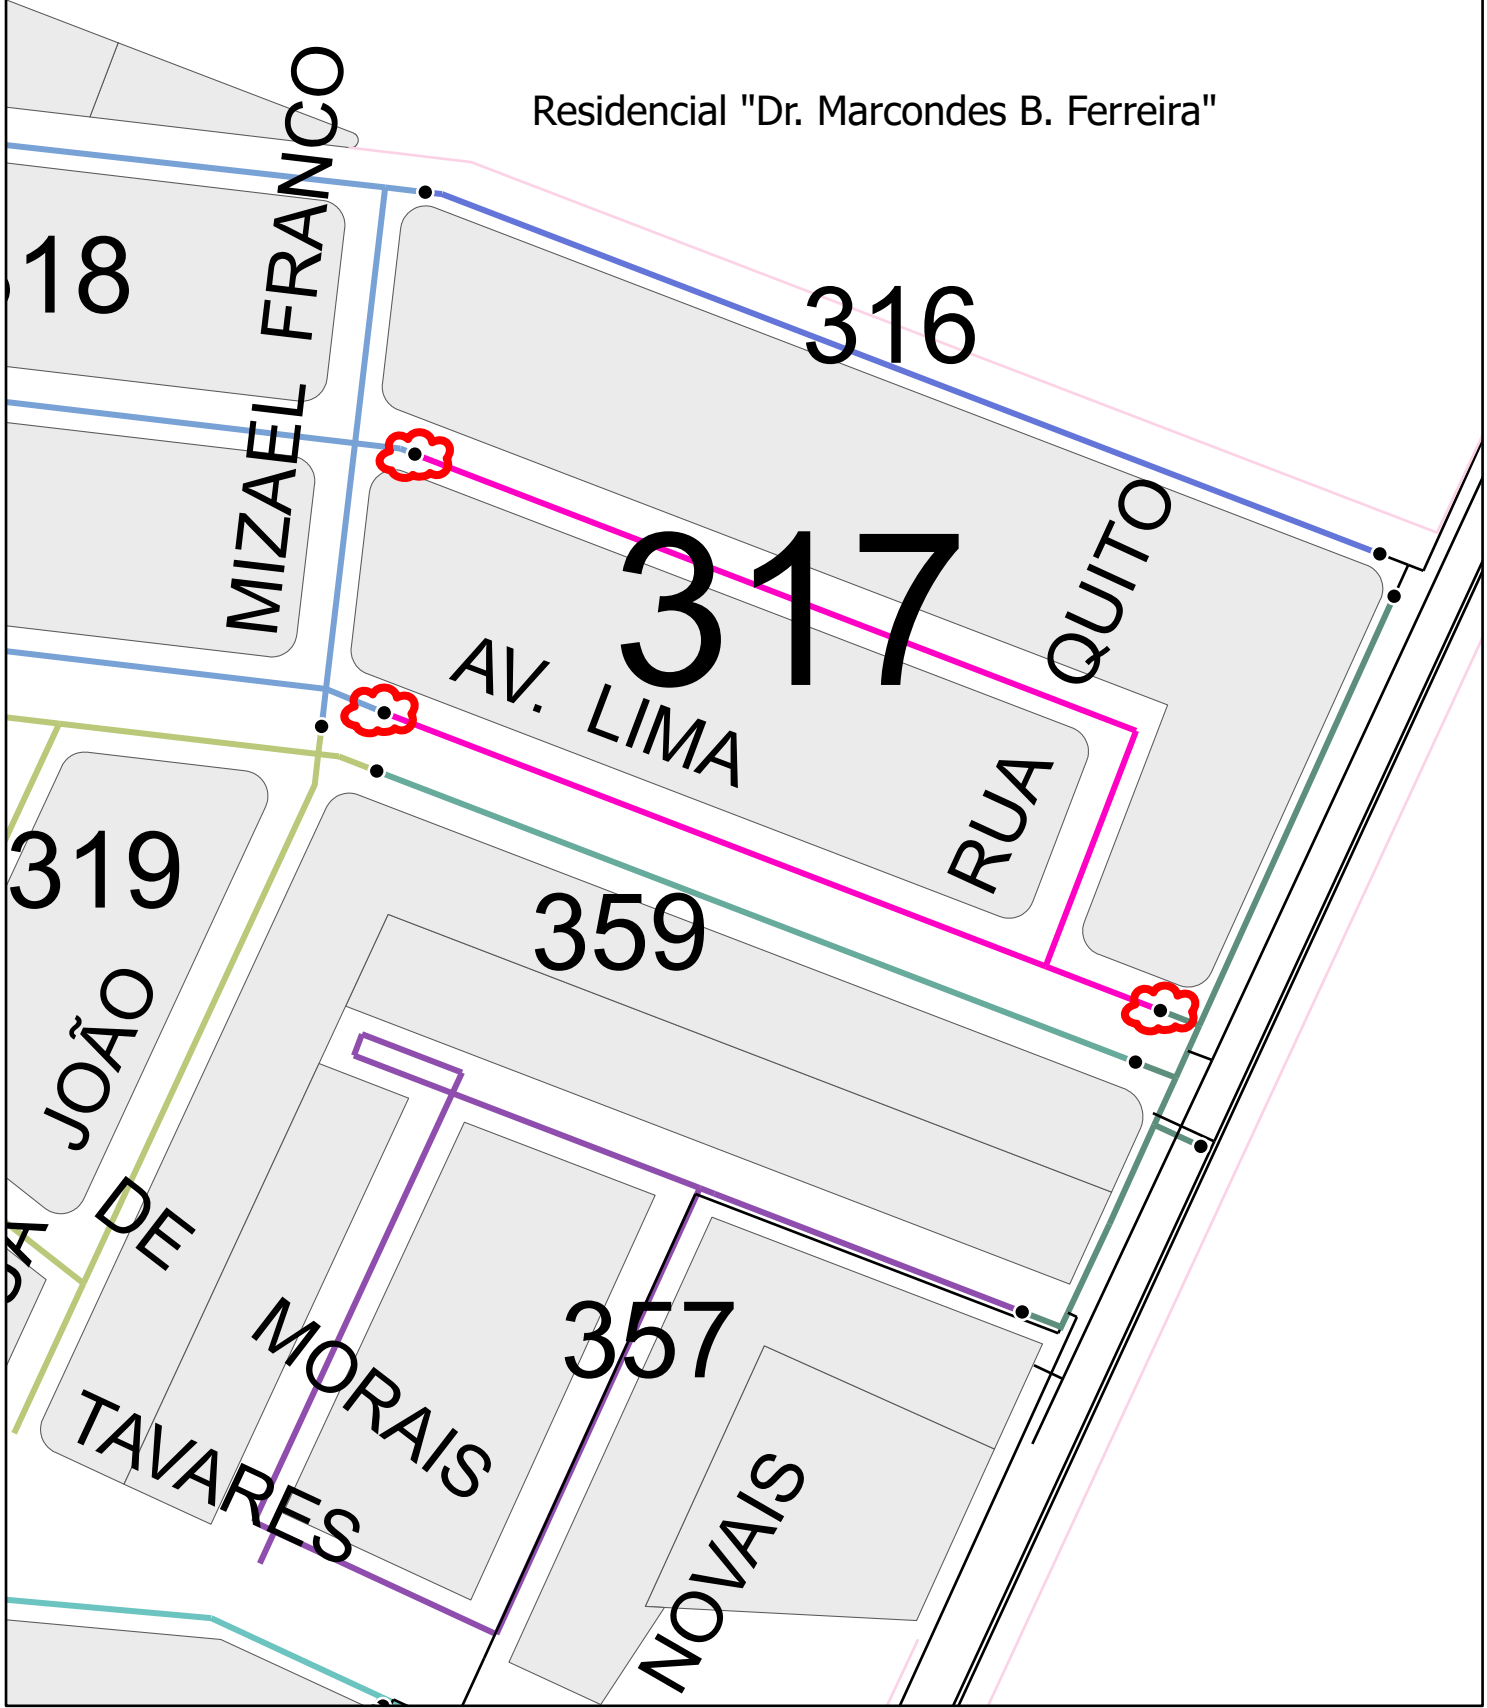 Residencial "Dr. Marcondes B. Ferreira"
MIZAEL FRANCO
18
316
317
RUA QUITO
AV. LIMA
319
359
JOÃO
DE
MORAIS
TAVARES
357
NOVAIS